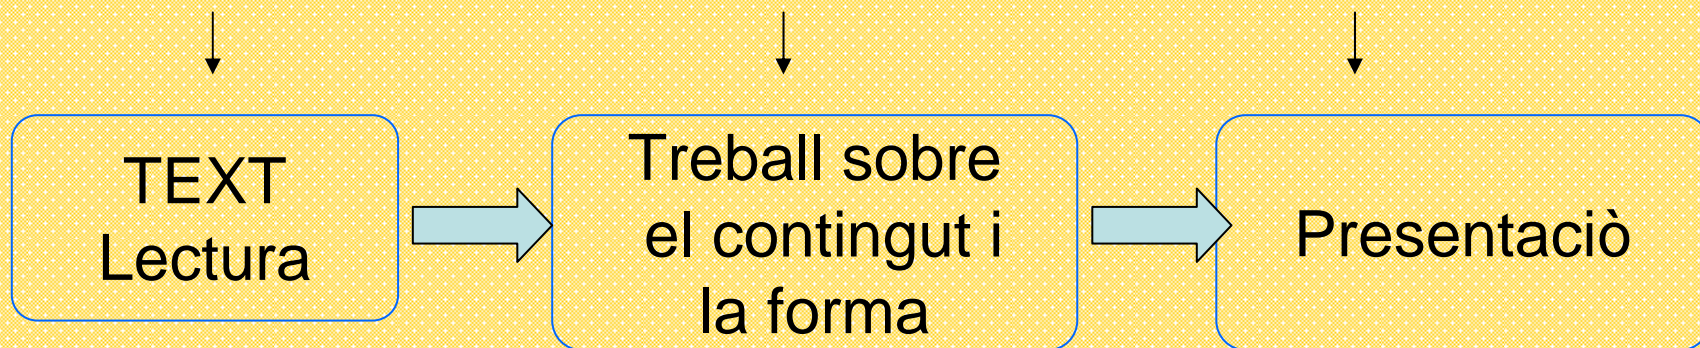 TEXT
Lectura
Treball sobre
el contingut i
la forma
Presentaciò